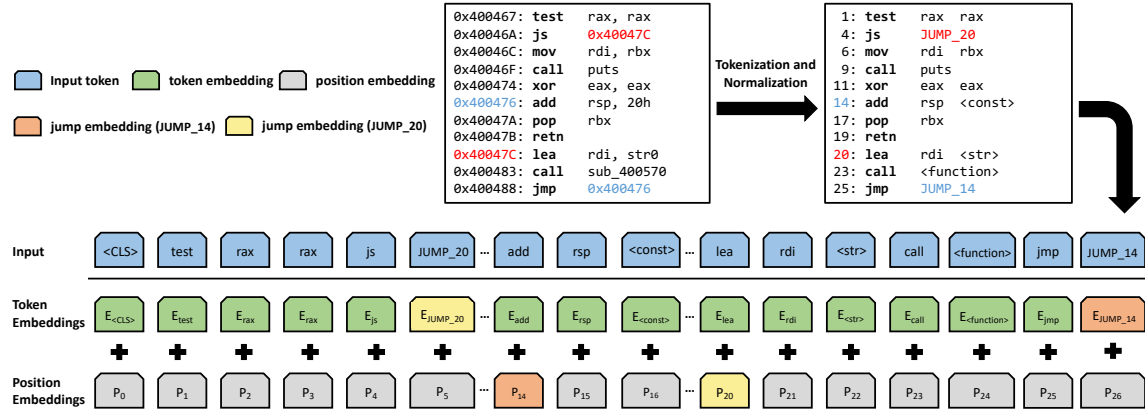 0x400467: test rax, rax
0x40046A: js 0x40047C
0x40046C: mov rdi, rbx
0x40046F: call puts
0x400474: xor eax, eax
0x400476: add rsp, 20h
0x40047A: pop rbx
0x40047B: retn
0x40047C: lea rdi, str0
0x400483: call sub_400570
0x400488: jmp 0x400476
Tokenization and
Normalization
1: test rax rax
4: js JUMP_20
6: mov rdi rbx
9: call puts
11: xor eax eax
14: add rsp <const>
17: pop rbx
19: retn
20: lea rdi <str>
23: call <function>
25: jmp JUMP_14
Input token token embedding position embedding
jump embedding (JUMP_14) jump embedding (JUMP_20)
Input <CLS> test rax rax js JUMP_20 ... add rsp <const> ... lea rdi <str> call <function> jmp JUMP_14
Token
Embeddings E<CLS> Etest Erax Erax Ejs EJUMP_20 ... Eadd Ersp E<const> ... Elea Erdi E<str> Ecall E<function> Ejmp EJUMP_14
+ + + + + + + + + + + + + + + +
Position
Embeddings P0 P1 P2 P3 P4 P5 ... P14 P15 P16 ... P20 P21 P22 P23 P24 P25 P26